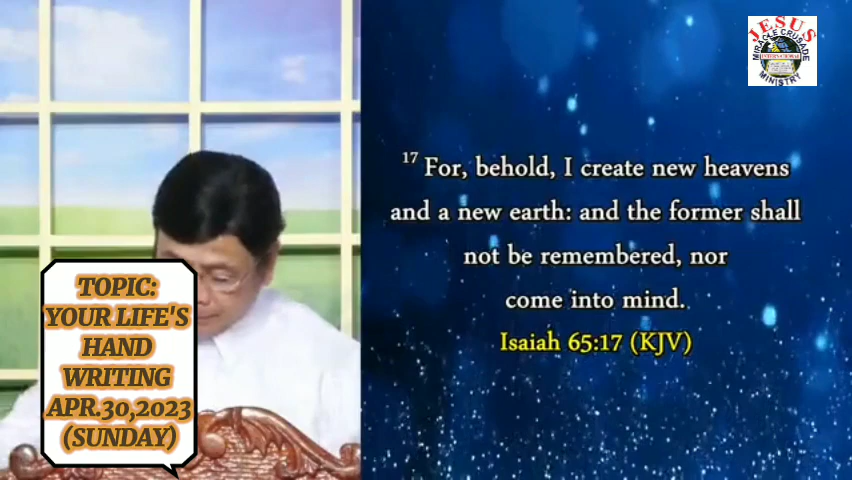 JESUS
MIRACLE CRUSADE
INTERNATIONAL
MINISTRY
17 For, behold, I create new heavens
and a new earth: and the former shall
not be remembered, nor
come into mind.
Isaiah 65:17 (KJV)
TOPIC:
YOUR LIFE'S
HAND
WRITING
APR.30,2023
(SUNDAY)